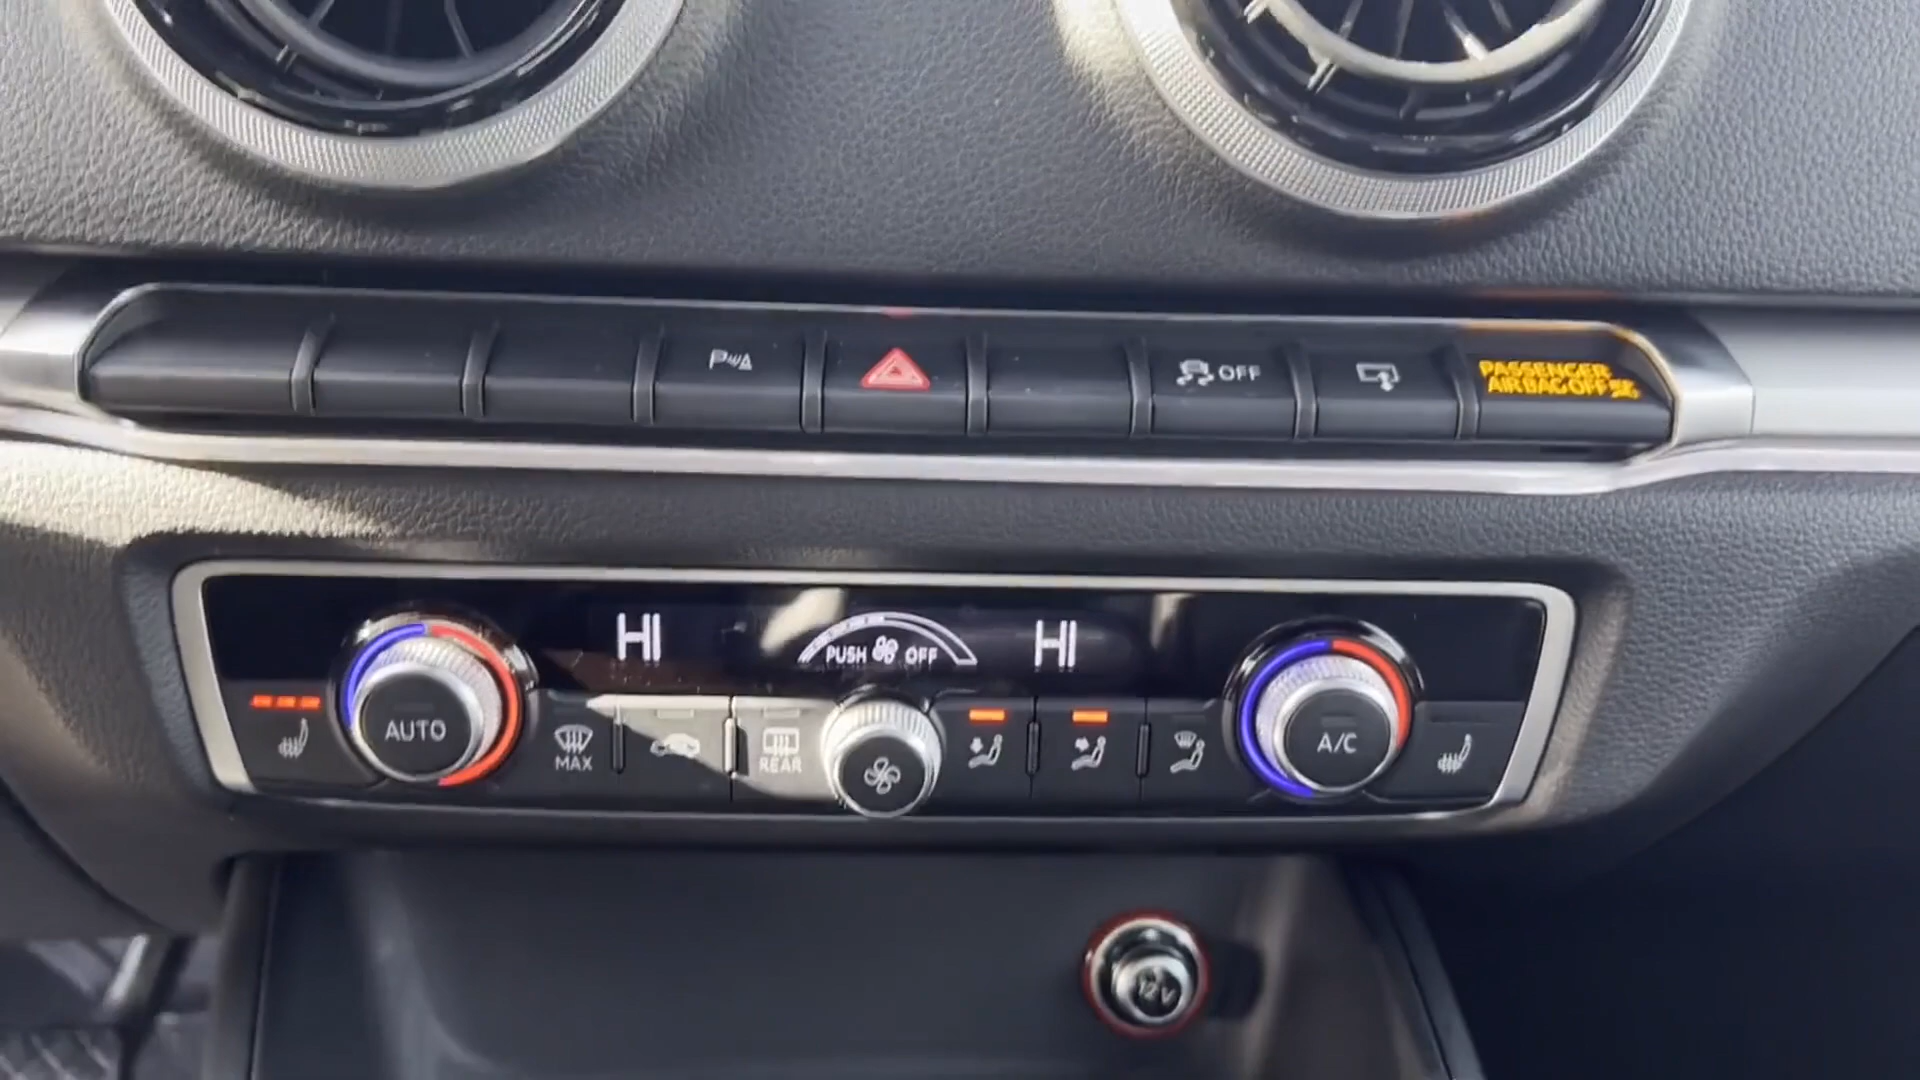 P
OFF
PASSENGER
AIR BAG OFF
HI
PUSH OFF
HI
AUTO
MAX
REAR
A/C
12V